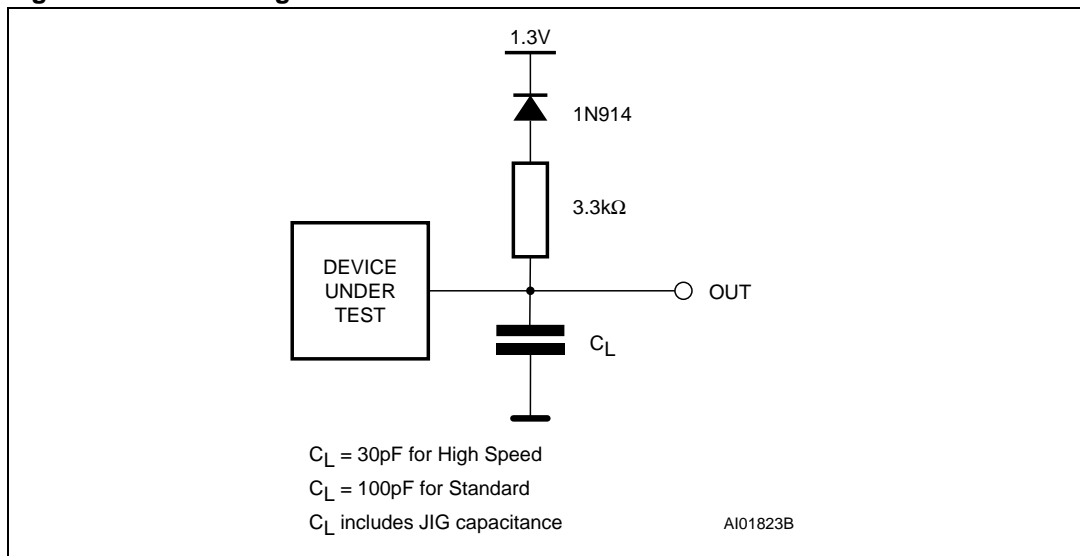 1.3V
1N914
3.3kΩ
DEVICE
UNDER
TEST
OUT
CL
CL = 30pF for High Speed
CL = 100pF for Standard
CL includes JIG capacitance
AI01823B